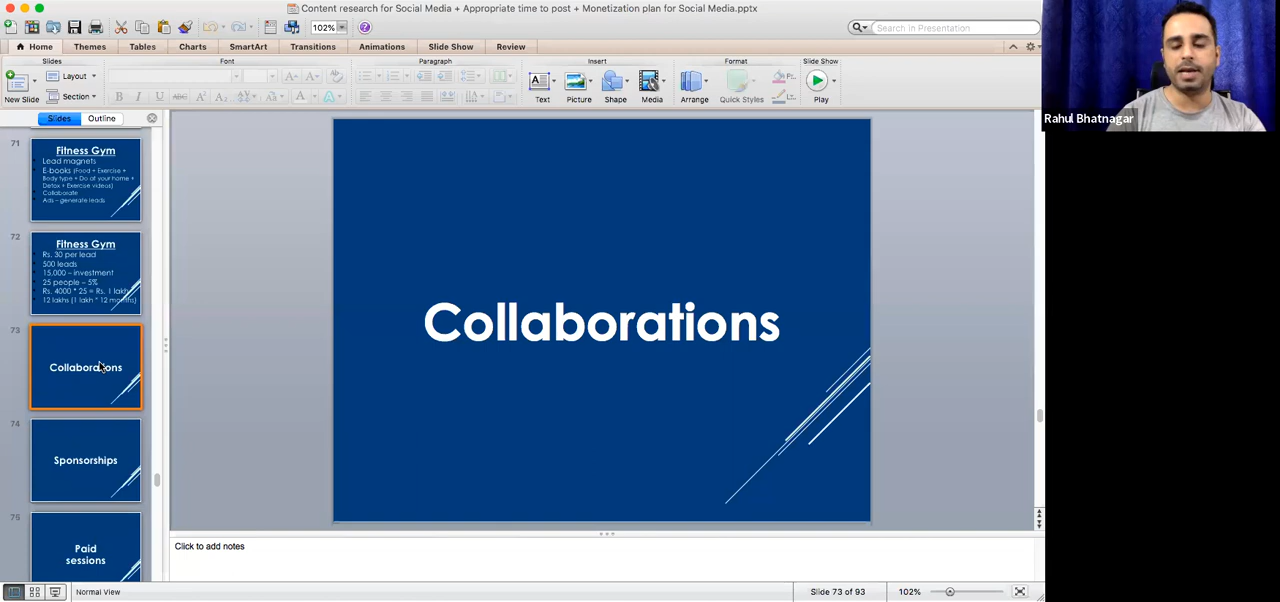 Content research for Social Media + Appropriate time to post + Monetization plan for Social Media.pptx
102%
Search in Presentation
Home Themes Tables Charts SmartArt Transitions Animations Slide Show Review
Slides Font Paragraph Insert Format Slide Show
Layout
New Slide Section
B I U ABC
Text Picture Shape Media Arrange Quick Styles Play
Slides Outline
71
Fitness Gym
Lead magnets
E-books (Food + Exercise +
Body type + Do at your home +
Detox + Exercise videos)
Collaborate
Ads – generate leads
72
Fitness Gym
Rs. 30 per lead
500 leads
15,000 – investment
25 people – 5%
Rs. 4000 * 25 = Rs. 1 lakh
12 lakhs (1 lakh * 12 months)
73
Collaborations
74
Sponsorships
75
Paid
sessions
Collaborations
Click to add notes
Normal View
Slide 73 of 93
102%
Rahul Bhatnagar